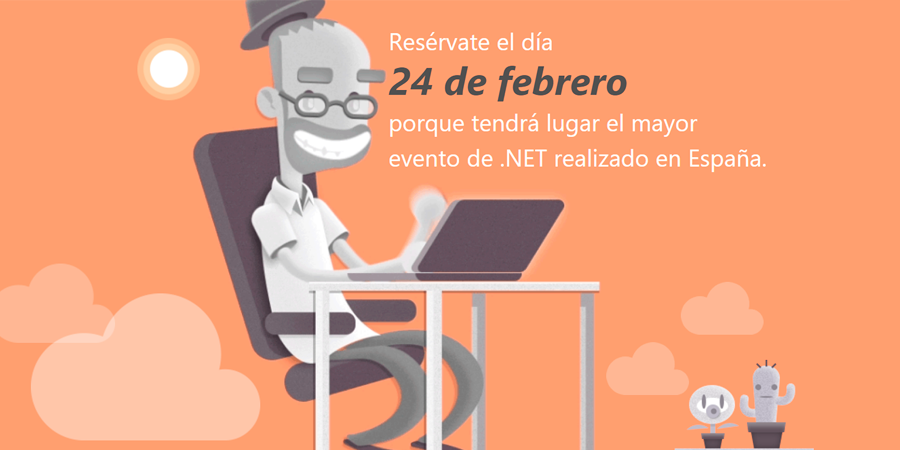 Resérvate el día
24 de febrero
porque tendrá lugar el mayor
evento de .NET realizado en España.